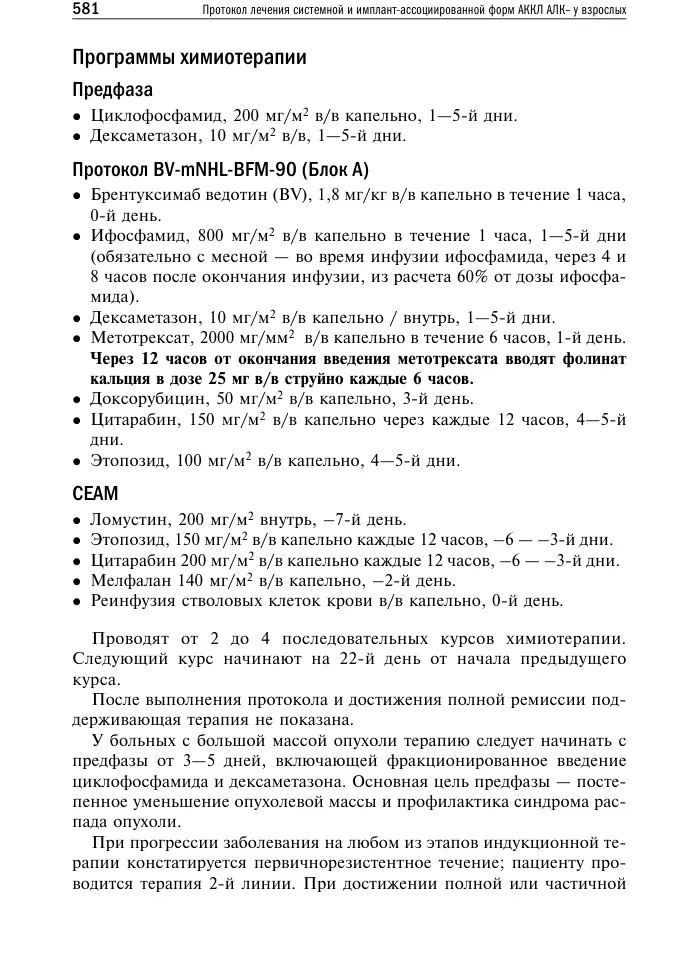 581 Протокол лечения системной и имплант-ассоциированной форм АККЛ АЛК– у взрослых
Программы химиотерапии
Предфаза
• Циклофосфамид, 200 мг/м² в/в капельно, 1—5-й дни.
• Дексаметазон, 10 мг/м² в/в, 1—5-й дни.
Протокол BV-mNHL-BFM-90 (Блок А)
• Брентуксимаб ведотин (BV), 1,8 мг/кг в/в капельно в течение 1 часа,
0-й день.
• Ифосфамид, 800 мг/м² в/в капельно в течение 1 часа, 1—5-й дни
(обязательно с месной — во время инфузии ифосфамида, через 4 и
8 часов после окончания инфузии, из расчета 60% от дозы ифосфа-
мида).
• Дексаметазон, 10 мг/м² в/в капельно / внутрь, 1—5-й дни.
• Метотрексат, 2000 мг/мм² в/в капельно в течение 6 часов, 1-й день.
Через 12 часов от окончания введения метотрексата вводят фолинат
кальция в дозе 25 мг в/в струйно каждые 6 часов.
• Доксорубицин, 50 мг/м² в/в капельно, 3-й день.
• Цитарабин, 150 мг/м² в/в капельно через каждые 12 часов, 4—5-й
дни.
• Этопозид, 100 мг/м² в/в капельно, 4—5-й дни.
CEAM
• Ломустин, 200 мг/м² внутрь, −7-й день.
• Этопозид, 150 мг/м² в/в капельно каждые 12 часов, −6 — −3-й дни.
• Цитарабин 200 мг/м² в/в капельно каждые 12 часов, −6 — −3-й дни.
• Мелфалан 140 мг/м² в/в капельно, −2-й день.
• Реинфузия стволовых клеток крови в/в капельно, 0-й день.
Проводят от 2 до 4 последовательных курсов химиотерапии.
Следующий курс начинают на 22-й день от начала предыдущего
курса.
После выполнения протокола и достижения полной ремиссии под-
держивающая терапия не показана.
У больных с большой массой опухоли терапию следует начинать с
предфазы от 3—5 дней, включающей фракционированное введение
циклофосфамида и дексаметазона. Основная цель предфазы — посте-
пенное уменьшение опухолевой массы и профилактика синдрома рас-
пада опухоли.
При прогрессии заболевания на любом из этапов индукционной те-
рапии констатируется первичнорезистентное течение; пациенту про-
водится терапия 2-й линии. При достижении полной или частичной